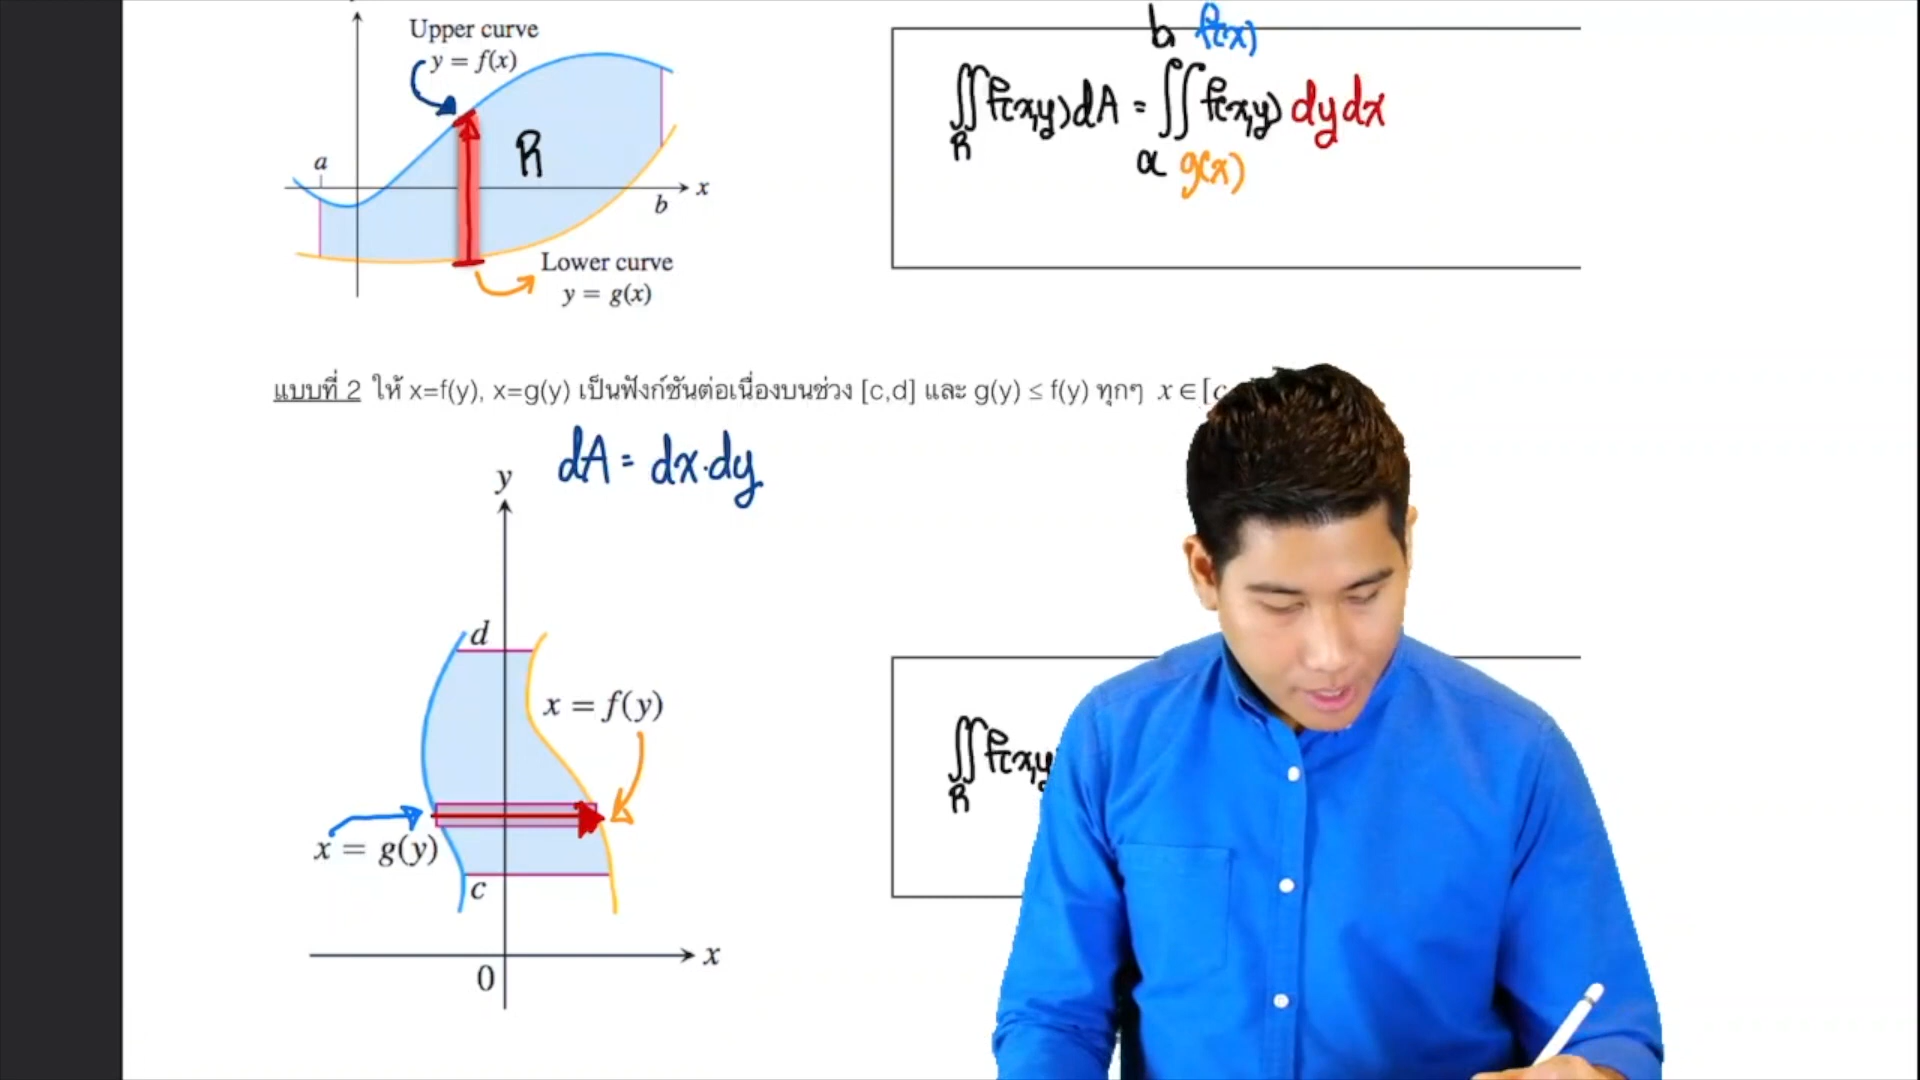 Upper curve
y = f(x)
a
R
x
b
Lower curve
y = g(x)
b f(x)
∬ f(x,y) dA = ∬ f(x,y) dy dx
R
a g(x)
แบบที่ 2 ให้ x=f(y), x=g(y) เป็นฟังก์ชันต่อเนื่องบนช่วง [c,d] และ g(y) ≤ f(y) ทุกๆ x ∈ [c
dA = dx·dy
y
d
x = f(y)
x = g(y)
c
x
0
∬ f(x,y
R